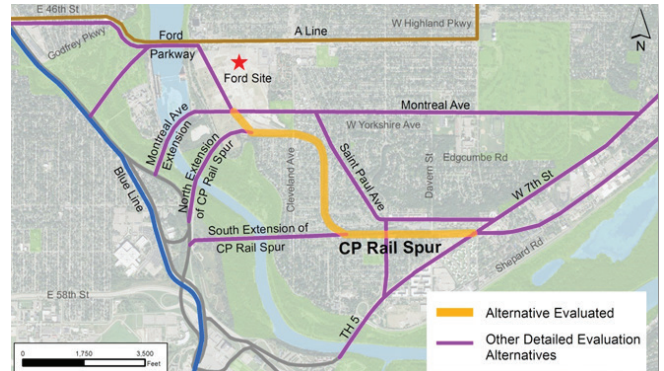 E 46th St
W Highland Pkwy
A Line
Ford
Parkway
Godfrey Pkwy
N
Ford Site
Montreal Ave
Montreal Ave
Extension
W Yorkshire Ave
North Extension
of CP Rail Spur
Cleveland Ave
Saint Paul Ave
Davern St
Edgcumbe Rd
W 7th St
Blue Line
South Extension of
CP Rail Spur
CP Rail Spur
Shepard Rd
E 58th St
TH 5
Alternative Evaluated
Other Detailed Evaluation
Alternatives
0 1,750 3,500
Feet